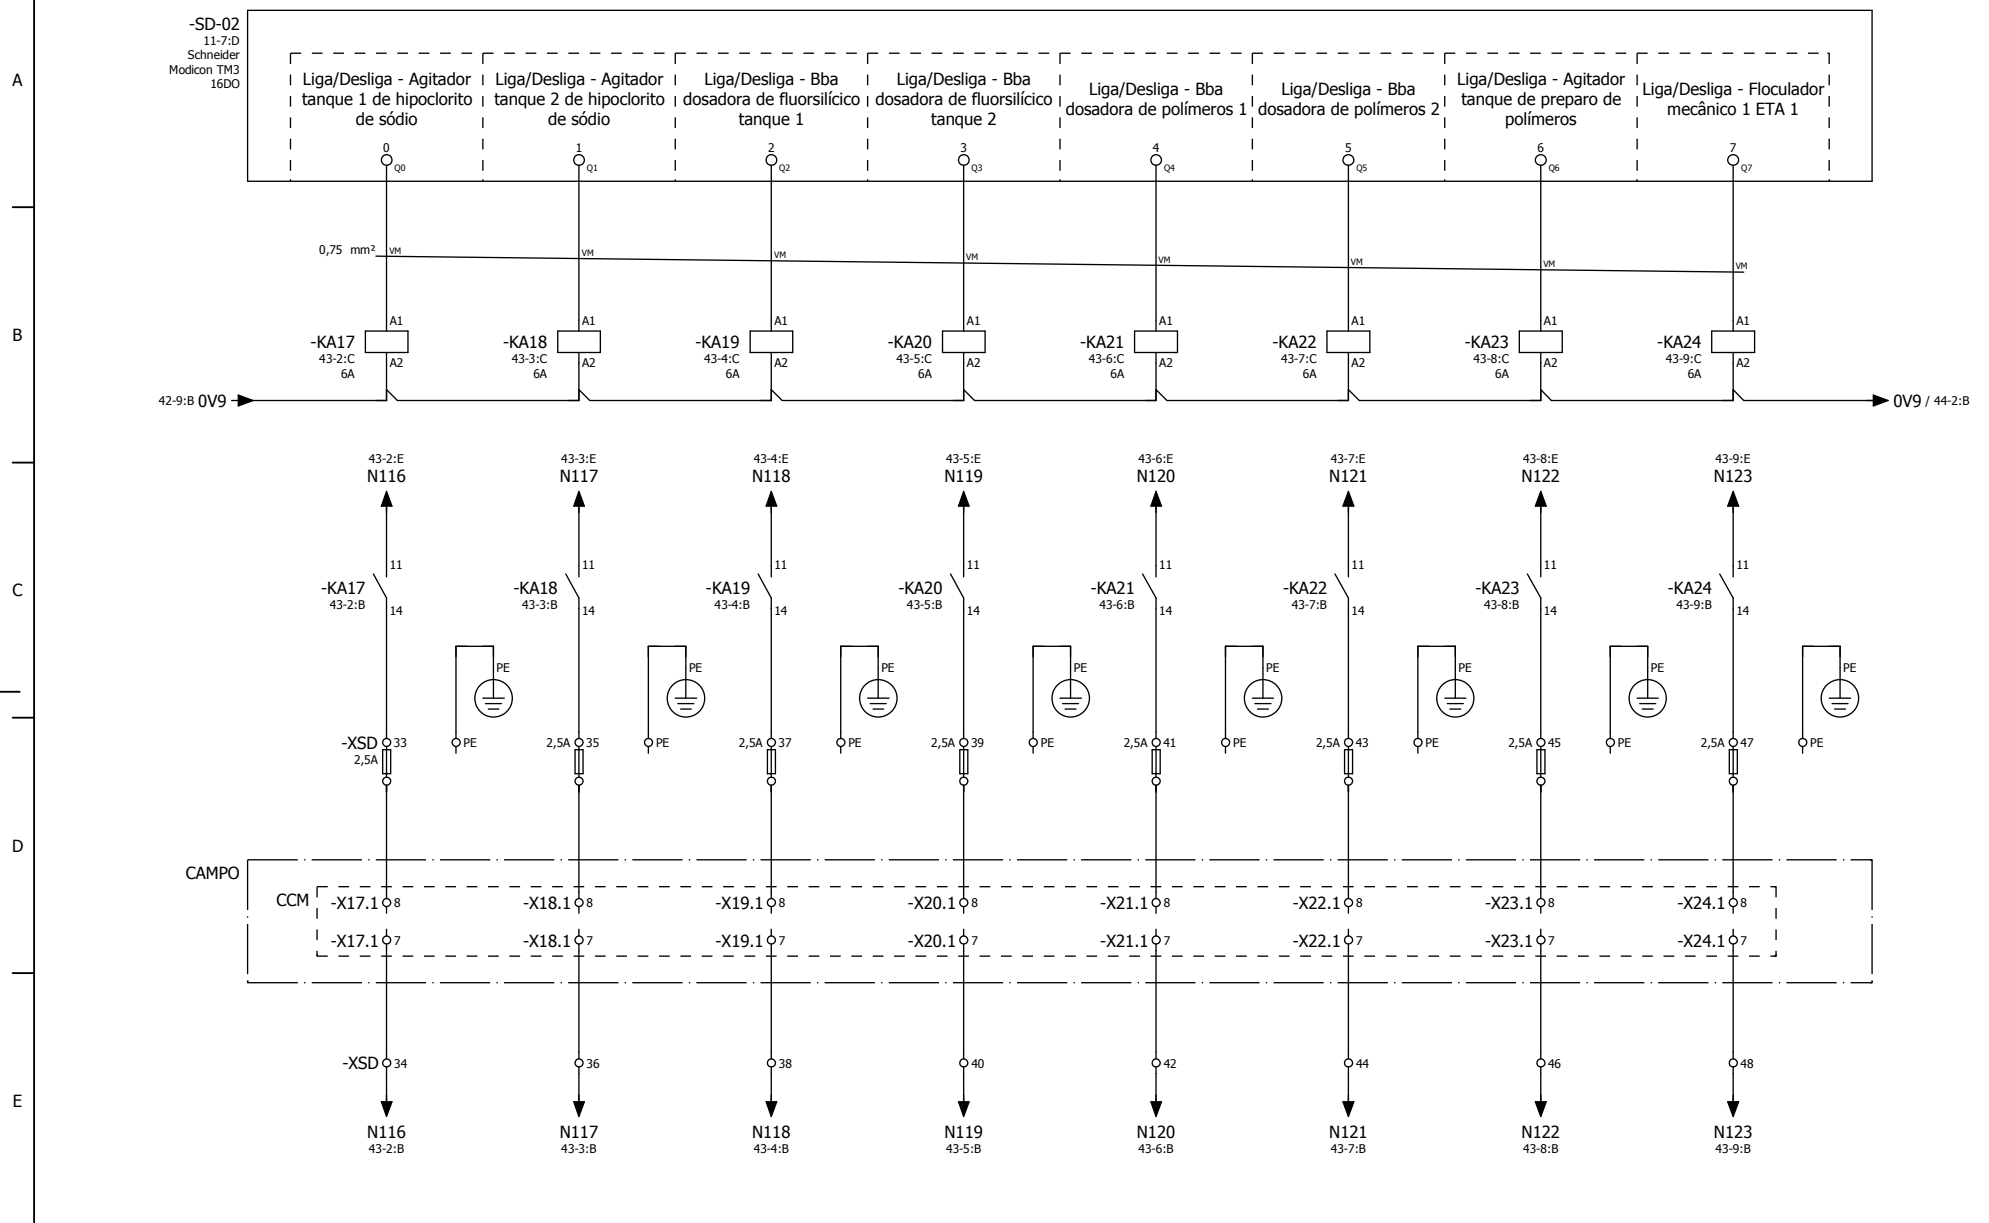 -SD-02
11-7:D
Schneider
Modicon TM3
16DO
Liga/Desliga - Agitador
tanque 1 de hipoclorito
de sódio
Liga/Desliga - Agitador
tanque 2 de hipoclorito
de sódio
Liga/Desliga - Bba
dosadora de fluorsilícico
tanque 1
Liga/Desliga - Bba
dosadora de fluorsilícico
tanque 2
Liga/Desliga - Bba
dosadora de polímeros 1
Liga/Desliga - Bba
dosadora de polímeros 2
Liga/Desliga - Agitador
tanque de preparo de
polímeros
Liga/Desliga - Floculador
mecânico 1 ETA 1
A
0 1 2 3 4 5 6 7
Q0 Q1 Q2 Q3 Q4 Q5 Q6 Q7
0,75 mm² VM VM VM VM VM VM VM VM
B
A1 A1 A1 A1 A1 A1 A1 A1
-KA17 -KA18 -KA19 -KA20 -KA21 -KA22 -KA23 -KA24
43-2:C 43-3:C 43-4:C 43-5:C 43-6:C 43-7:C 43-8:C 43-9:C
A2 A2 A2 A2 A2 A2 A2 A2
6A 6A 6A 6A 6A 6A 6A 6A
42-9:B 0V9 0V9 / 44-2:B
43-2:E 43-3:E 43-4:E 43-5:E 43-6:E 43-7:E 43-8:E 43-9:E
N116 N117 N118 N119 N120 N121 N122 N123
C
11 11 11 11 11 11 11 11
-KA17 -KA18 -KA19 -KA20 -KA21 -KA22 -KA23 -KA24
43-2:B 43-3:B 43-4:B 43-5:B 43-6:B 43-7:B 43-8:B 43-9:B
14 14 14 14 14 14 14 14
PE PE PE PE PE PE PE PE
-XSD 33 PE 2,5A 35 PE 2,5A 37 PE 2,5A 39 PE 2,5A 41 PE 2,5A 43 PE 2,5A 45 PE 2,5A 47 PE
2,5A
D
CAMPO
CCM -X17.1 8 -X18.1 8 -X19.1 8 -X20.1 8 -X21.1 8 -X22.1 8 -X23.1 8 -X24.1 8
-X17.1 7 -X18.1 7 -X19.1 7 -X20.1 7 -X21.1 7 -X22.1 7 -X23.1 7 -X24.1 7
-XSD 34 36 38 40 42 44 46 48
E
N116 N117 N118 N119 N120 N121 N122 N123
43-2:B 43-3:B 43-4:B 43-5:B 43-6:B 43-7:B 43-8:B 43-9:B